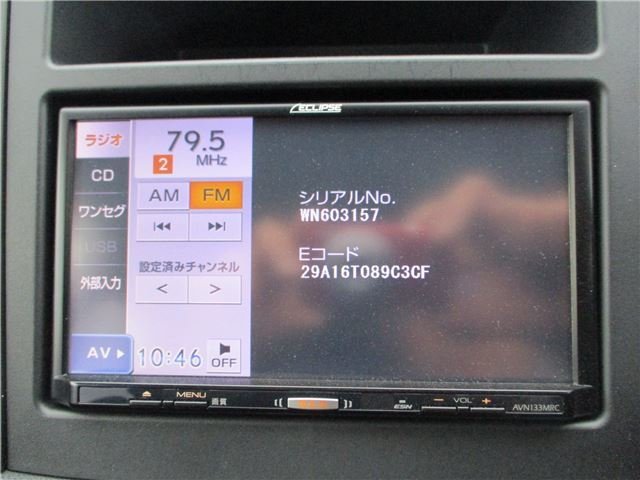 ECLIPSE
ラジオ
CD
ワンセグ
USB
外部入力
AV
79.5
2 MHz
AM FM
設定済みチャンネル
< >
10:46
OFF
シリアルNo.
WN603157
Eコード
29A16T089C3CF
MENU
画質
ESN
− VOL +
AVN133MRC